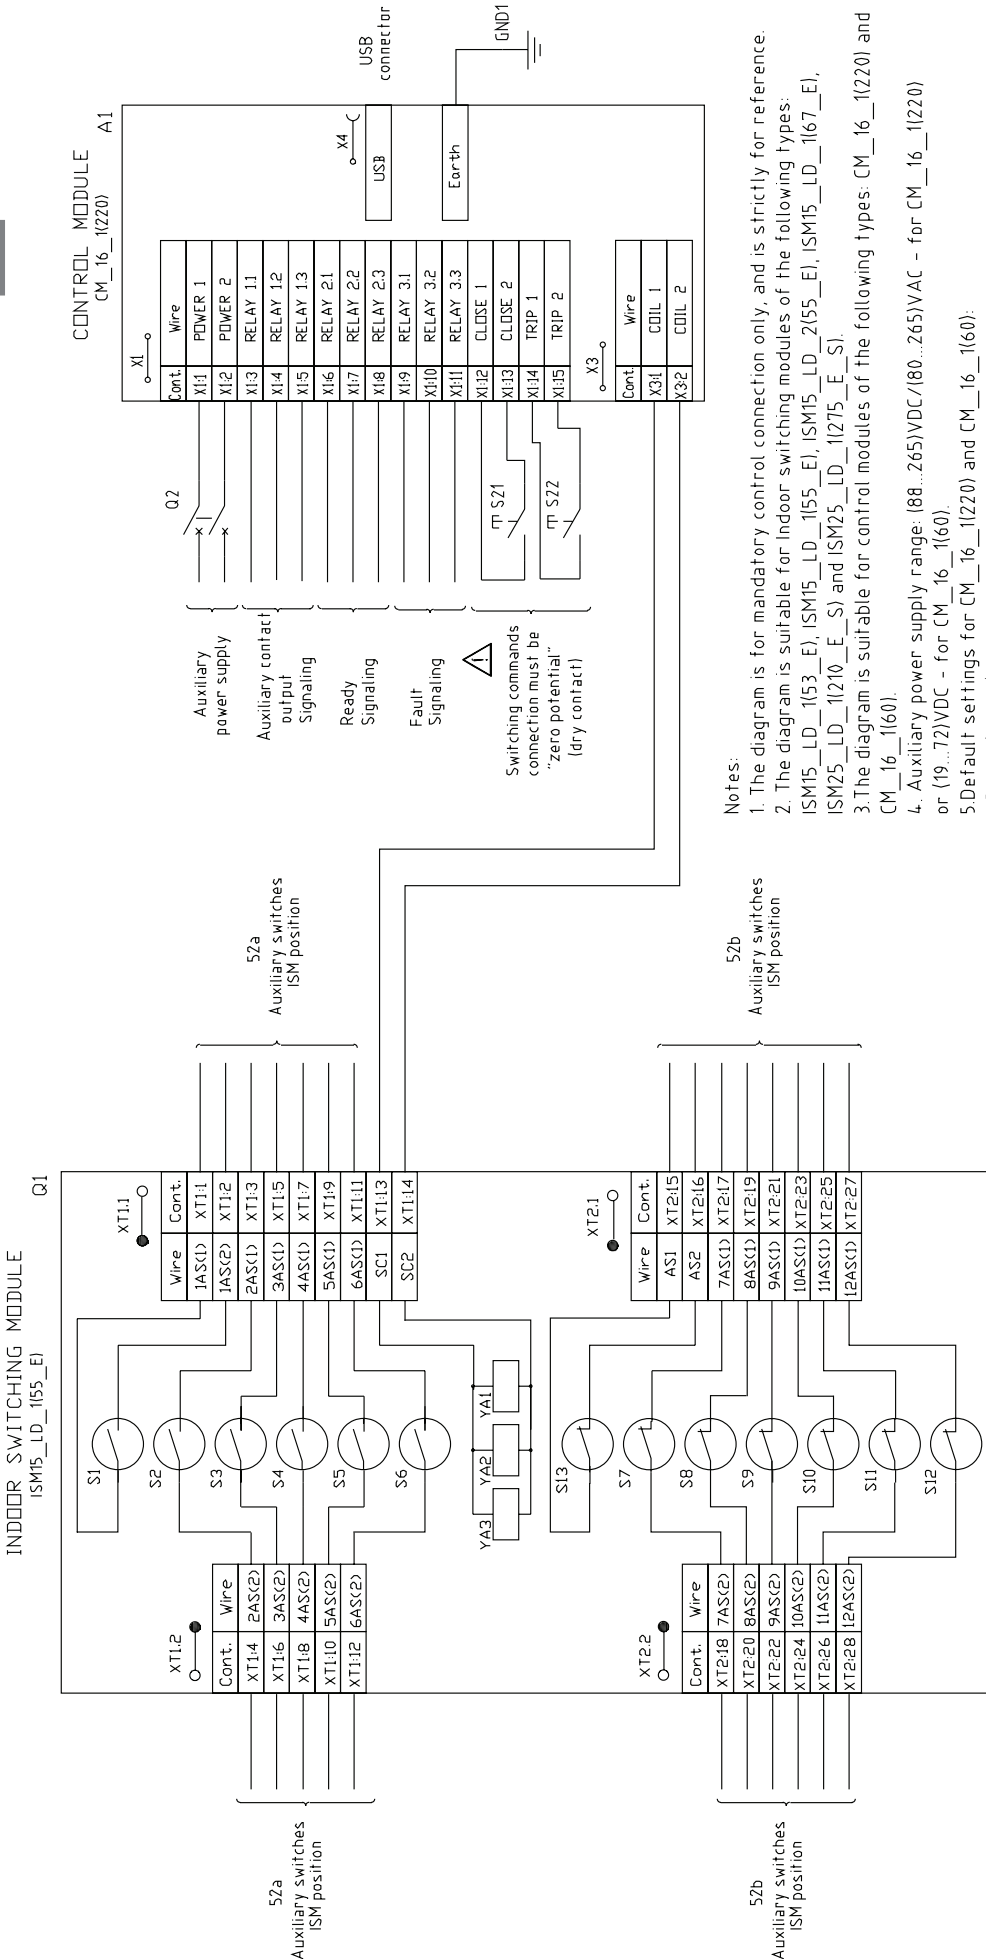 INDOOR SWITCHING MODULE
ISM15_LD_1(55_E)
Q1
XT1.2
Cont. Wire
XT1:4 2AS(2)
XT1:6 3AS(2)
XT1:8 4AS(2)
XT1:10 5AS(2)
XT1:12 6AS(2)
52a
Auxiliary switches
ISM position
S1
S2
S3
S4
S5
S6
YA3
YA2
YA1
XT1.1
Wire Cont.
1AS(1) XT1:1
1AS(2) XT1:2
2AS(1) XT1:3
3AS(1) XT1:5
4AS(1) XT1:7
5AS(1) XT1:9
6AS(1) XT1:11
SC1 XT1:13
SC2 XT1:14
52a
Auxiliary switches
ISM position
XT2.2
Cont. Wire
XT2:18 7AS(2)
XT2:20 8AS(2)
XT2:22 9AS(2)
XT2:24 10AS(2)
XT2:26 11AS(2)
XT2:28 12AS(2)
52b
Auxiliary switches
ISM position
S13
S7
S8
S9
S10
S11
S12
XT2.1
Wire Cont.
AS1 XT2:15
AS2 XT2:16
7AS(1) XT2:17
8AS(1) XT2:19
9AS(1) XT2:21
10AS(1) XT2:23
11AS(1) XT2:25
12AS(1) XT2:27
52b
Auxiliary switches
ISM position
CONTROL MODULE
CM_16_1(220)
A1
X1
Cont. Wire
X1:1 POWER 1
X1:2 POWER 2
X1:3 RELAY 1.1
X1:4 RELAY 1.2
X1:5 RELAY 1.3
X1:6 RELAY 2.1
X1:7 RELAY 2.2
X1:8 RELAY 2.3
X1:9 RELAY 3.1
X1:10 RELAY 3.2
X1:11 RELAY 3.3
X1:12 CLOSE 1
X1:13 CLOSE 2
X1:14 TRIP 1
X1:15 TRIP 2
X3
Cont. Wire
X3:1 COIL 1
X3:2 COIL 2
X4
USB
USB
connector
Earth
GND1
Q2
S21
S22
Auxiliary
power supply
Auxiliary contact
output
Signaling
Ready
Signaling
Fault
Signaling
!
Switching commands
connection must be
"zero potential"
(dry contact)
Notes:
1. The diagram is for mandatory control connection only, and is strictly for reference.
2. The diagram is suitable for Indoor switching modules of the following types:
ISM15_LD_1(53_E), ISM15_LD_1(55_E), ISM15_LD_2(55_E), ISM15_LD_1(67_E),
ISM25_LD_1(210_E_S) and ISM25_LD_1(275_E_S).
3.The diagram is suitable for control modules of the following types: CM_16_1(220) and
CM_16_1(60).
4. Auxiliary power supply range: (88...265)VDC/(80...265)VAC - for CM_16_1(220)
or (19...72)VDC - for CM_16_1(60).
5.Default settings for CM_16_1(220) and CM_16_1(60):